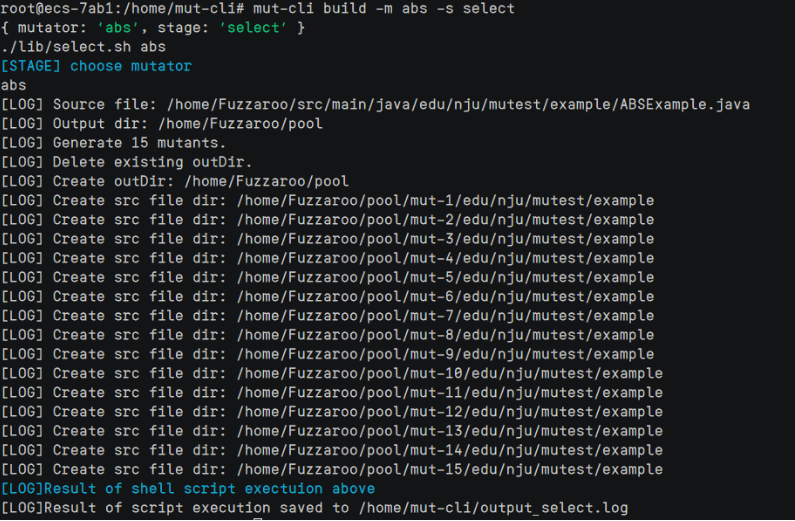 root@ecs-7ab1:/home/mut-cli# mut-cli build -m abs -s select
{ mutator: 'abs', stage: 'select' }
./lib/select.sh abs
[STAGE] choose mutator
abs
[LOG] Source file: /home/Fuzzaroo/src/main/java/edu/nju/mutest/example/ABSExample.java
[LOG] Output dir: /home/Fuzzaroo/pool
[LOG] Generate 15 mutants.
[LOG] Delete existing outDir.
[LOG] Create outDir: /home/Fuzzaroo/pool
[LOG] Create src file dir: /home/Fuzzaroo/pool/mut-1/edu/nju/mutest/example
[LOG] Create src file dir: /home/Fuzzaroo/pool/mut-2/edu/nju/mutest/example
[LOG] Create src file dir: /home/Fuzzaroo/pool/mut-3/edu/nju/mutest/example
[LOG] Create src file dir: /home/Fuzzaroo/pool/mut-4/edu/nju/mutest/example
[LOG] Create src file dir: /home/Fuzzaroo/pool/mut-5/edu/nju/mutest/example
[LOG] Create src file dir: /home/Fuzzaroo/pool/mut-6/edu/nju/mutest/example
[LOG] Create src file dir: /home/Fuzzaroo/pool/mut-7/edu/nju/mutest/example
[LOG] Create src file dir: /home/Fuzzaroo/pool/mut-8/edu/nju/mutest/example
[LOG] Create src file dir: /home/Fuzzaroo/pool/mut-9/edu/nju/mutest/example
[LOG] Create src file dir: /home/Fuzzaroo/pool/mut-10/edu/nju/mutest/example
[LOG] Create src file dir: /home/Fuzzaroo/pool/mut-11/edu/nju/mutest/example
[LOG] Create src file dir: /home/Fuzzaroo/pool/mut-12/edu/nju/mutest/example
[LOG] Create src file dir: /home/Fuzzaroo/pool/mut-13/edu/nju/mutest/example
[LOG] Create src file dir: /home/Fuzzaroo/pool/mut-14/edu/nju/mutest/example
[LOG] Create src file dir: /home/Fuzzaroo/pool/mut-15/edu/nju/mutest/example
[LOG]Result of shell script exectuion above
[LOG]Result of script execution saved to /home/mut-cli/output_select.log